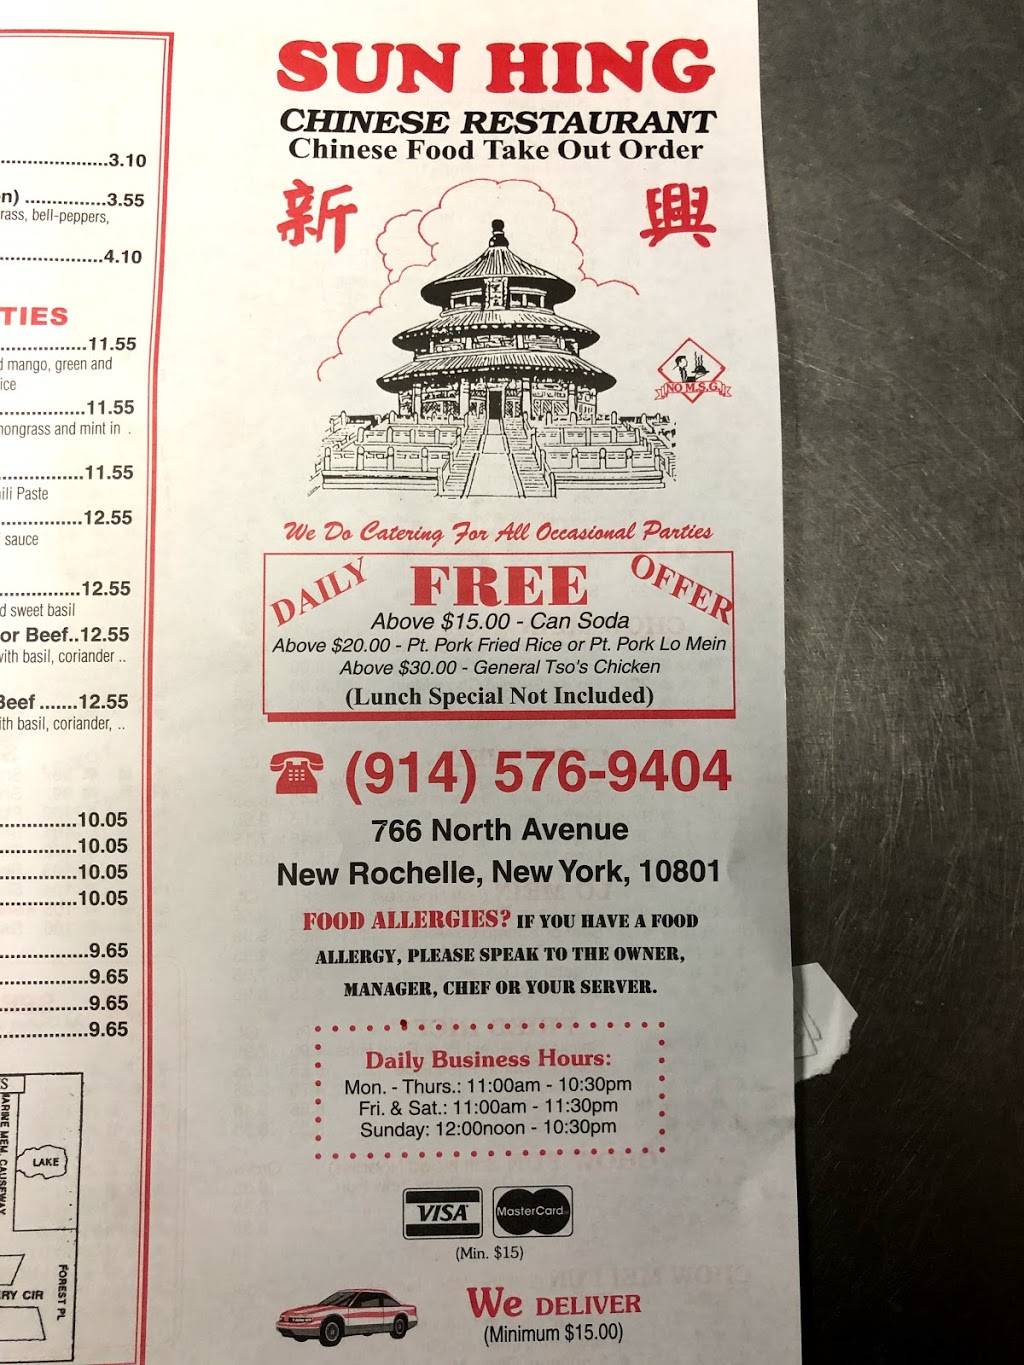 ............3.10
n) ...............3.55
rass, bell-peppers,
..............4.10
TIES
...............11.55
d mango, green and
ice
...............11.55
mongrass and mint in .
...............11.55
ili Paste
...............12.55
sauce
...............12.55
d sweet basil
or Beef..12.55
with basil, coriander ..
Beef .......12.55
ith basil, coriander, ..
...............10.05
...............10.05
...............10.05
...............10.05
...............9.65
...............9.65
...............9.65
...............9.65
LAKE
FOREST PL
RY CIR
SUN HING
CHINESE RESTAURANT
Chinese Food Take Out Order
新 興
NO M.S.G.
We Do Catering For All Occasional Parties
DAILY FREE OFFER
Above $15.00 - Can Soda
Above $20.00 - Pt. Pork Fried Rice or Pt. Pork Lo Mein
Above $30.00 - General Tso's Chicken
(Lunch Special Not Included)
(914) 576-9404
766 North Avenue
New Rochelle, New York, 10801
FOOD ALLERGIES? IF YOU HAVE A FOOD
ALLERGY, PLEASE SPEAK TO THE OWNER,
MANAGER, CHEF OR YOUR SERVER.
Daily Business Hours:
Mon. - Thurs.: 11:00am - 10:30pm
Fri. & Sat.: 11:00am - 11:30pm
Sunday: 12:00noon - 10:30pm
VISA MasterCard
(Min. $15)
We DELIVER
(Minimum $15.00)